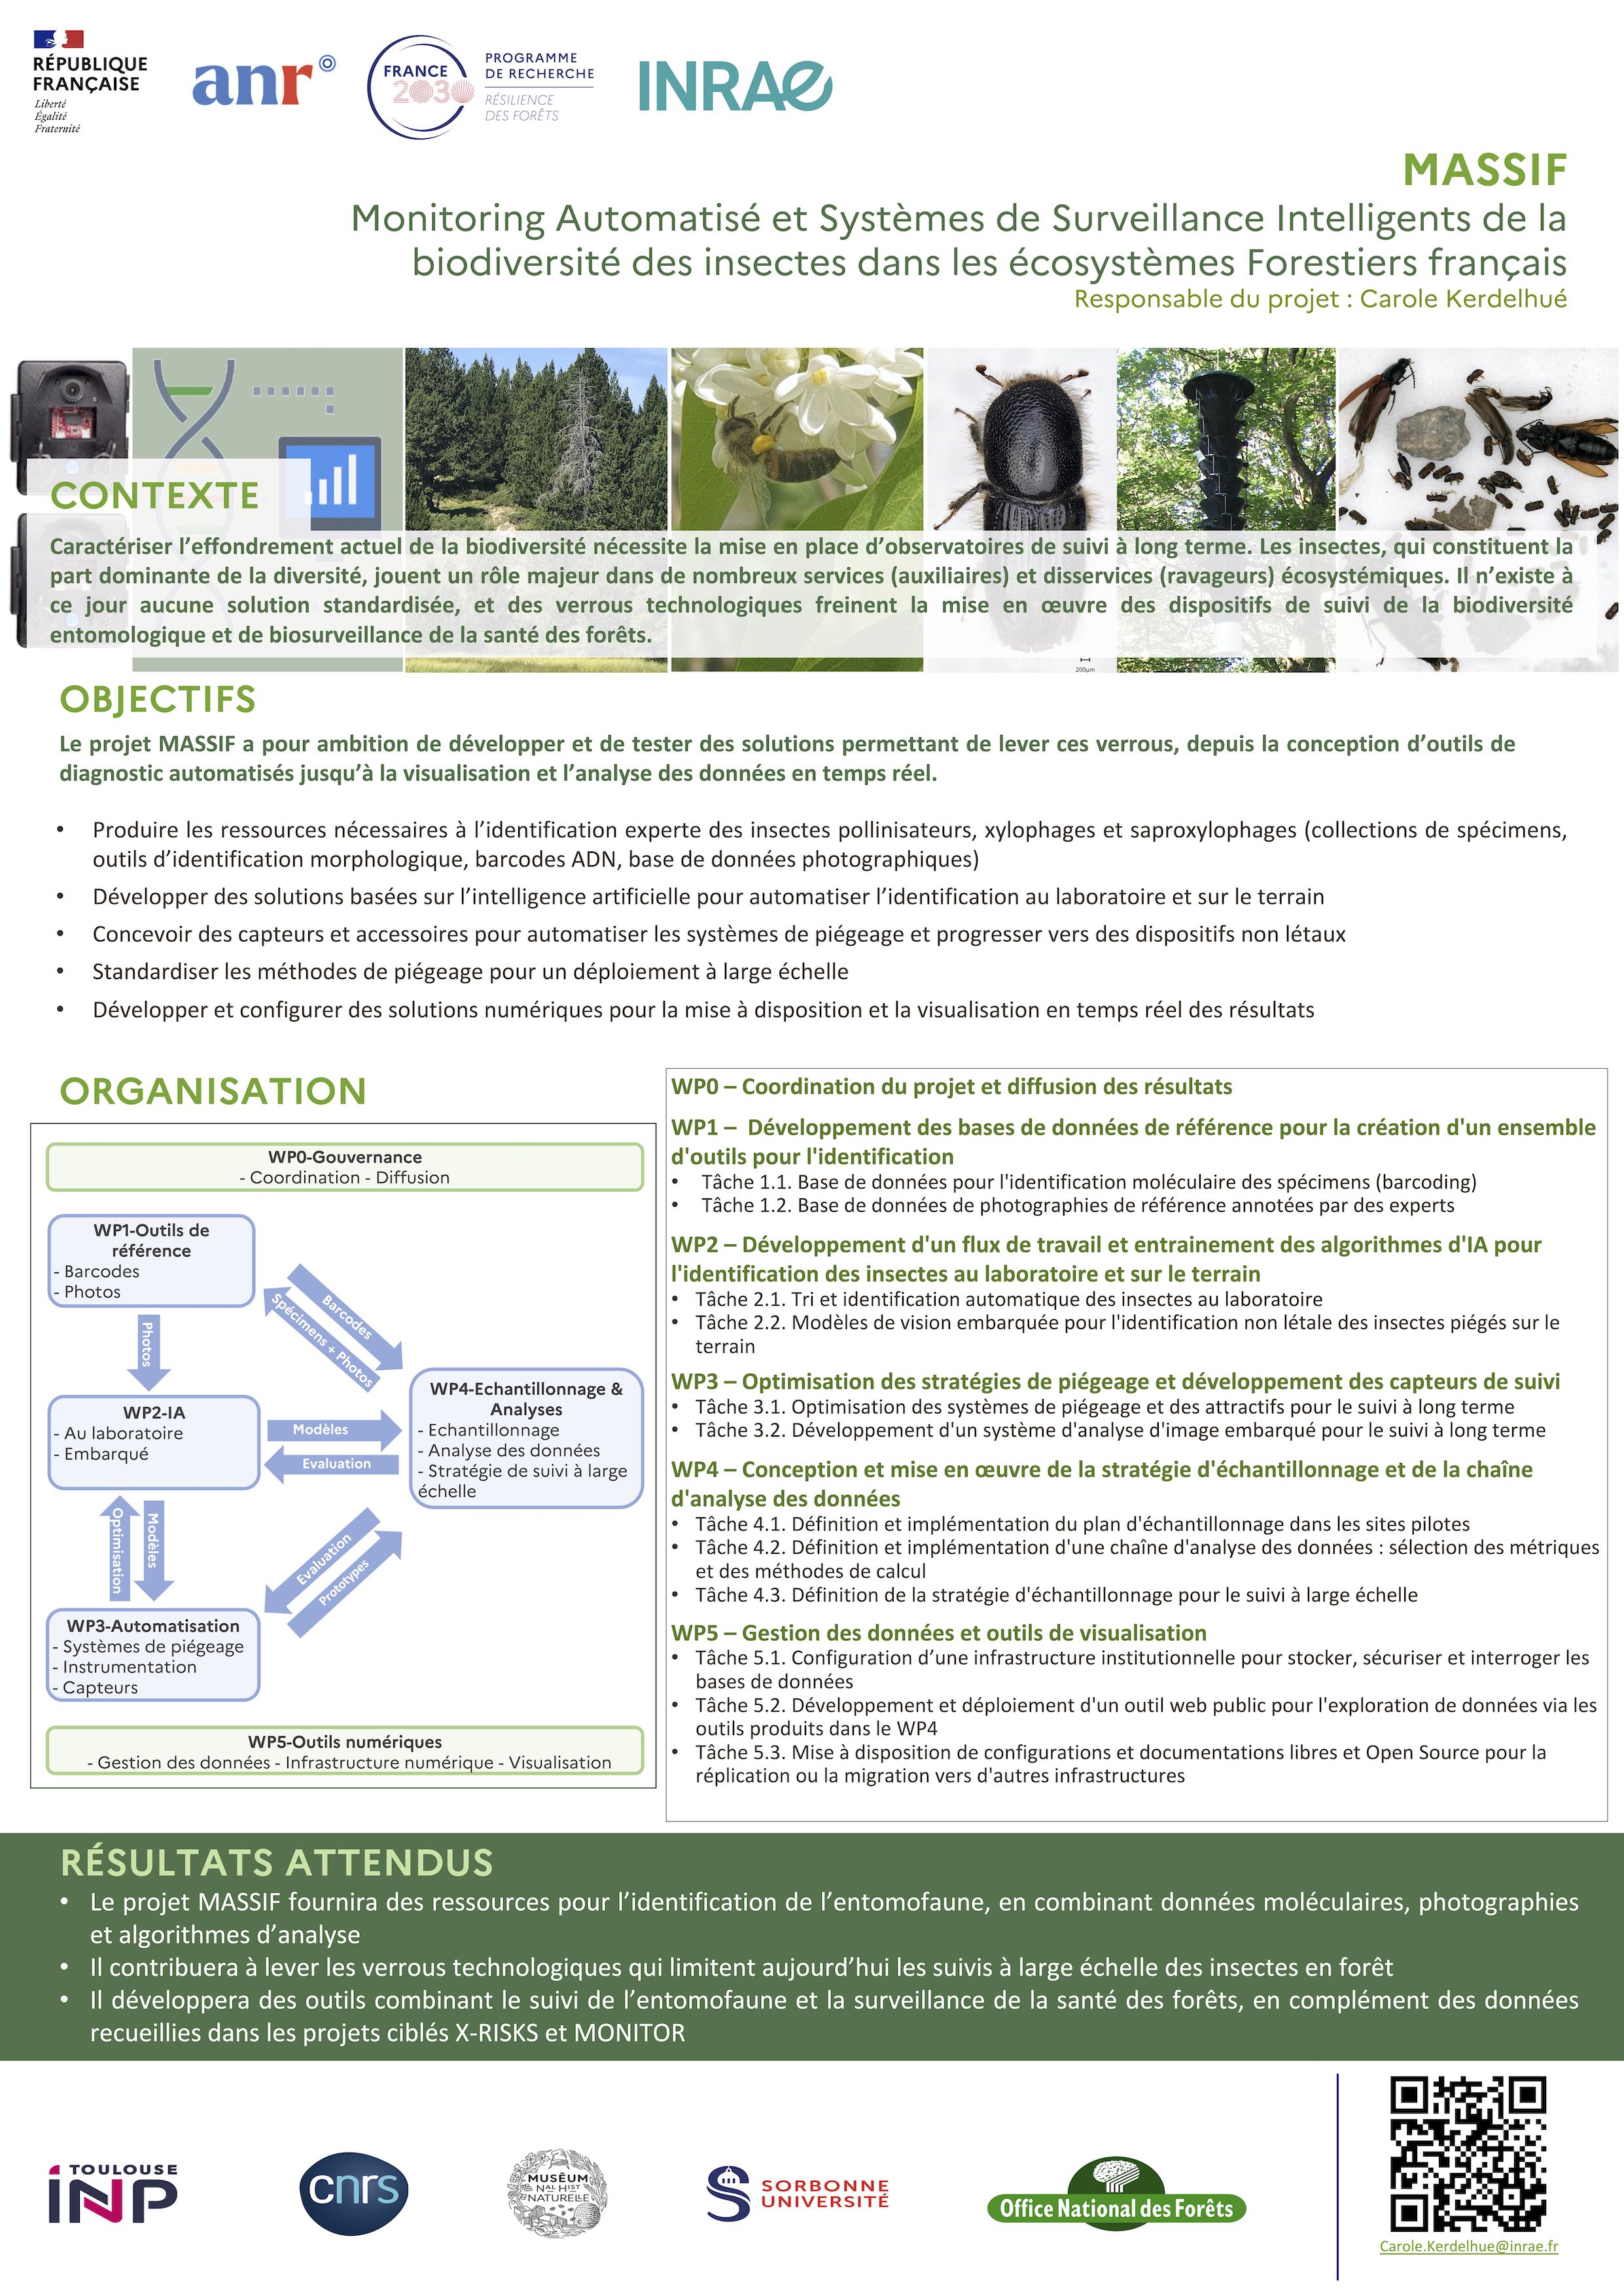 RÉPUBLIQUE
FRANÇAISE
Liberté
Égalité
Fraternité
anr
FRANCE
2030
PROGRAMME
DE RECHERCHE
RÉSILIENCE
DES FORÊTS
INRAE
MASSIF
Monitoring Automatisé et Systèmes de Surveillance Intelligents de la
biodiversité des insectes dans les écosystèmes Forestiers français
Responsable du projet : Carole Kerdelhué
CONTEXTE
Caractériser l’effondrement actuel de la biodiversité nécessite la mise en place d’observatoires de suivi à long terme. Les insectes, qui constituent la
part dominante de la diversité, jouent un rôle majeur dans de nombreux services (auxiliaires) et disservices (ravageurs) écosystémiques. Il n’existe à
ce jour aucune solution standardisée, et des verrous technologiques freinent la mise en œuvre des dispositifs de suivi de la biodiversité
entomologique et de biosurveillance de la santé des forêts.
200µm
OBJECTIFS
Le projet MASSIF a pour ambition de développer et de tester des solutions permettant de lever ces verrous, depuis la conception d’outils de
diagnostic automatisés jusqu’à la visualisation et l’analyse des données en temps réel.
• Produire les ressources nécessaires à l’identification experte des insectes pollinisateurs, xylophages et saproxylophages (collections de spécimens,
outils d’identification morphologique, barcodes ADN, base de données photographiques)
• Développer des solutions basées sur l’intelligence artificielle pour automatiser l’identification au laboratoire et sur le terrain
• Concevoir des capteurs et accessoires pour automatiser les systèmes de piégeage et progresser vers des dispositifs non létaux
• Standardiser les méthodes de piégeage pour un déploiement à large échelle
• Développer et configurer des solutions numériques pour la mise à disposition et la visualisation en temps réel des résultats
ORGANISATION
WP0-Gouvernance
- Coordination - Diffusion
WP1-Outils de
référence
- Barcodes
- Photos
Barcodes
Spécimens + Photos
Photos
WP4-Echantillonnage &
Analyses
- Echantillonnage
- Analyse des données
- Stratégie de suivi à large
échelle
WP2-IA
- Au laboratoire
- Embarqué
Modèles
Evaluation
Optimisation
Modèles
Evaluation
Prototypes
WP3-Automatisation
- Systèmes de piégeage
- Instrumentation
- Capteurs
WP5-Outils numériques
- Gestion des données - Infrastructure numérique - Visualisation
WP0 – Coordination du projet et diffusion des résultats
WP1 – Développement des bases de données de référence pour la création d'un ensemble
d'outils pour l'identification
• Tâche 1.1. Base de données pour l'identification moléculaire des spécimens (barcoding)
• Tâche 1.2. Base de données de photographies de référence annotées par des experts
WP2 – Développement d'un flux de travail et entrainement des algorithmes d'IA pour
l'identification des insectes au laboratoire et sur le terrain
• Tâche 2.1. Tri et identification automatique des insectes au laboratoire
• Tâche 2.2. Modèles de vision embarquée pour l'identification non létale des insectes piégés sur le
terrain
WP3 – Optimisation des stratégies de piégeage et développement des capteurs de suivi
• Tâche 3.1. Optimisation des systèmes de piégeage et des attractifs pour le suivi à long terme
• Tâche 3.2. Développement d'un système d'analyse d'image embarqué pour le suivi à long terme
WP4 – Conception et mise en œuvre de la stratégie d'échantillonnage et de la chaîne
d'analyse des données
• Tâche 4.1. Définition et implémentation du plan d'échantillonnage dans les sites pilotes
• Tâche 4.2. Définition et implémentation d'une chaîne d'analyse des données : sélection des métriques
et des méthodes de calcul
• Tâche 4.3. Définition de la stratégie d'échantillonnage pour le suivi à large échelle
WP5 – Gestion des données et outils de visualisation
• Tâche 5.1. Configuration d’une infrastructure institutionnelle pour stocker, sécuriser et interroger les
bases de données
• Tâche 5.2. Développement et déploiement d'un outil web public pour l'exploration de données via les
outils produits dans le WP4
• Tâche 5.3. Mise à disposition de configurations et documentations libres et Open Source pour la
réplication ou la migration vers d'autres infrastructures
RÉSULTATS ATTENDUS
• Le projet MASSIF fournira des ressources pour l’identification de l’entomofaune, en combinant données moléculaires, photographies
et algorithmes d’analyse
• Il contribuera à lever les verrous technologiques qui limitent aujourd’hui les suivis à large échelle des insectes en forêt
• Il développera des outils combinant le suivi de l’entomofaune et la surveillance de la santé des forêts, en complément des données
recueillies dans les projets ciblés X-RISKS et MONITOR
TOULOUSE
INP
cnrs
MUSÉUM
NAL HIST
NATURELLE
SORBONNE
UNIVERSITÉ
Office National des Forêts
Carole.Kerdelhue@inrae.fr